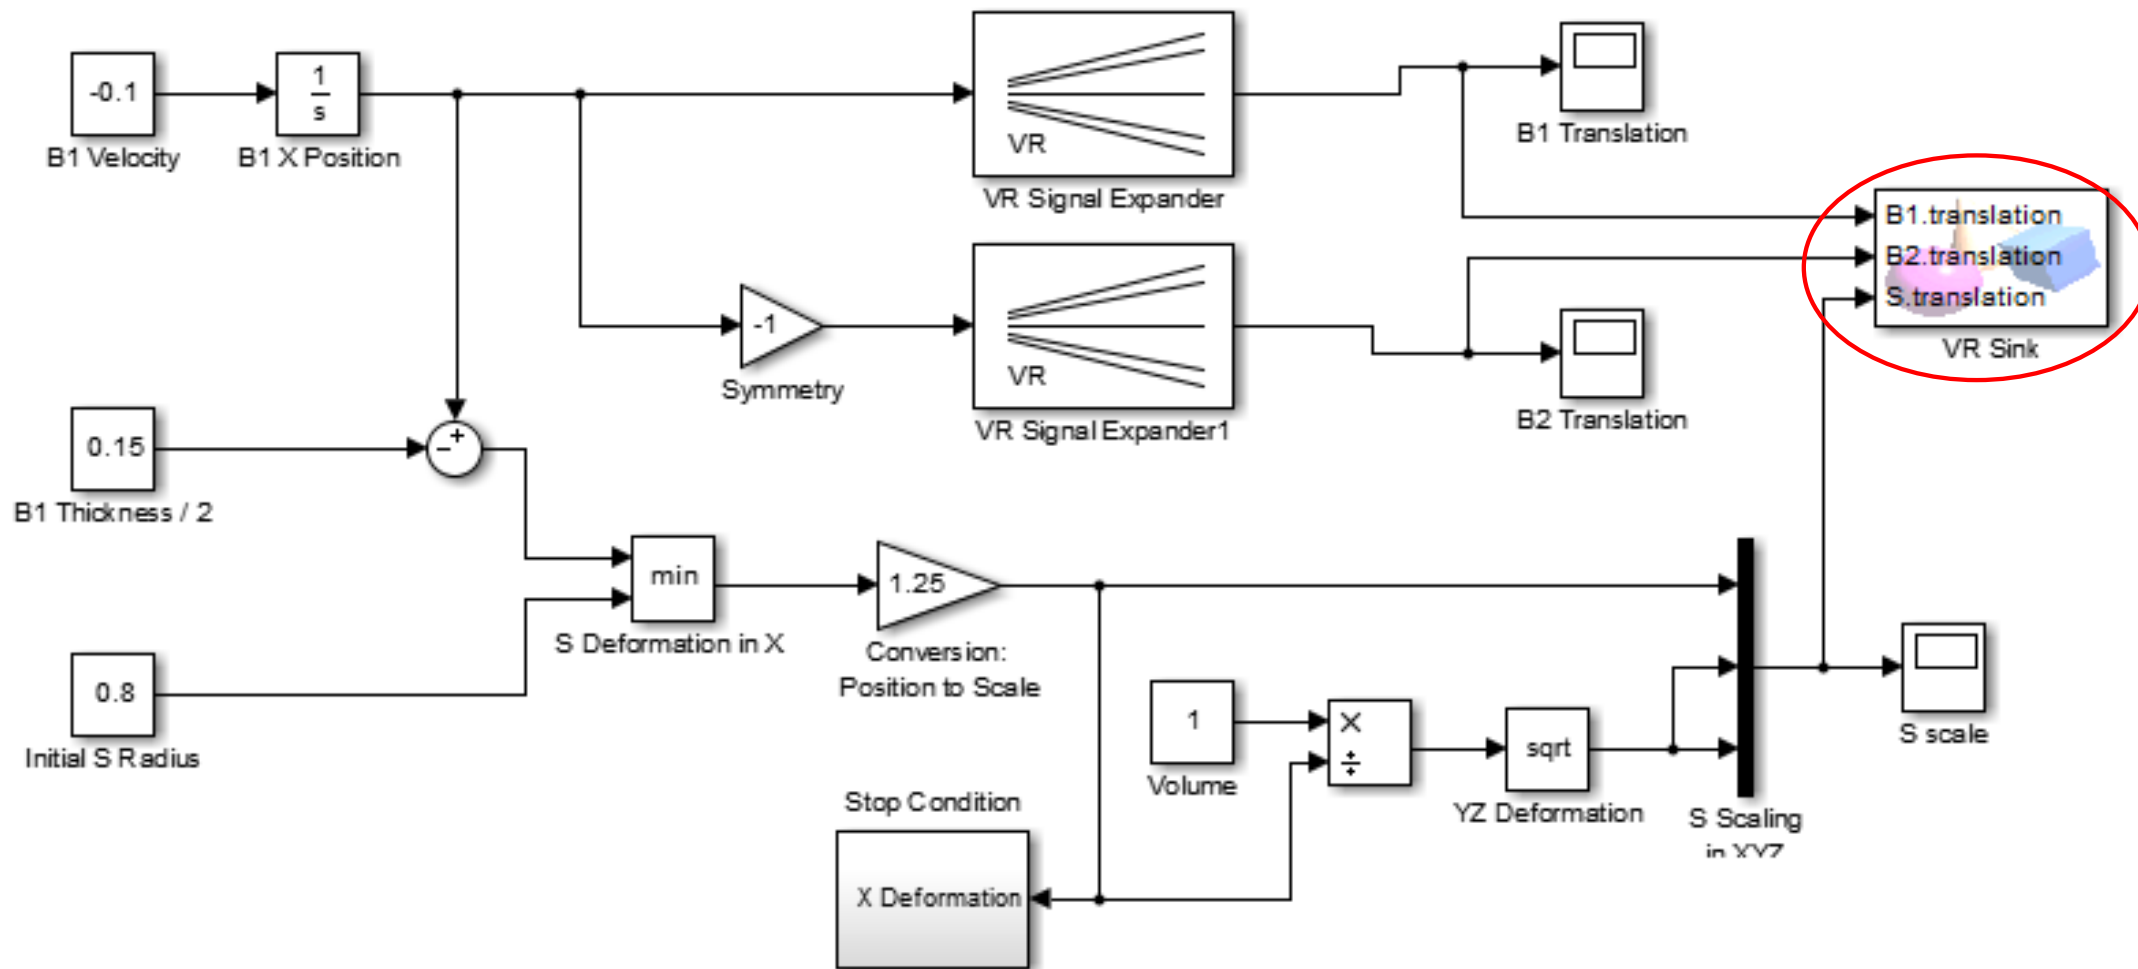 -0.1
B1 Velocity
1
s
B1 X Position
VR
VR Signal Expander
B1 Translation
B1.translation
B2.translation
S.translation
VR Sink
-1
Symmetry
VR
VR Signal Expander1
B2 Translation
0.15
B1 Thickness / 2
+
−
min
S Deformation in X
1.25
Conversion:
Position to Scale
0.8
Initial S Radius
1
Volume
×
÷
sqrt
YZ Deformation
S Scaling
in XYZ
S scale
Stop Condition
X Deformation